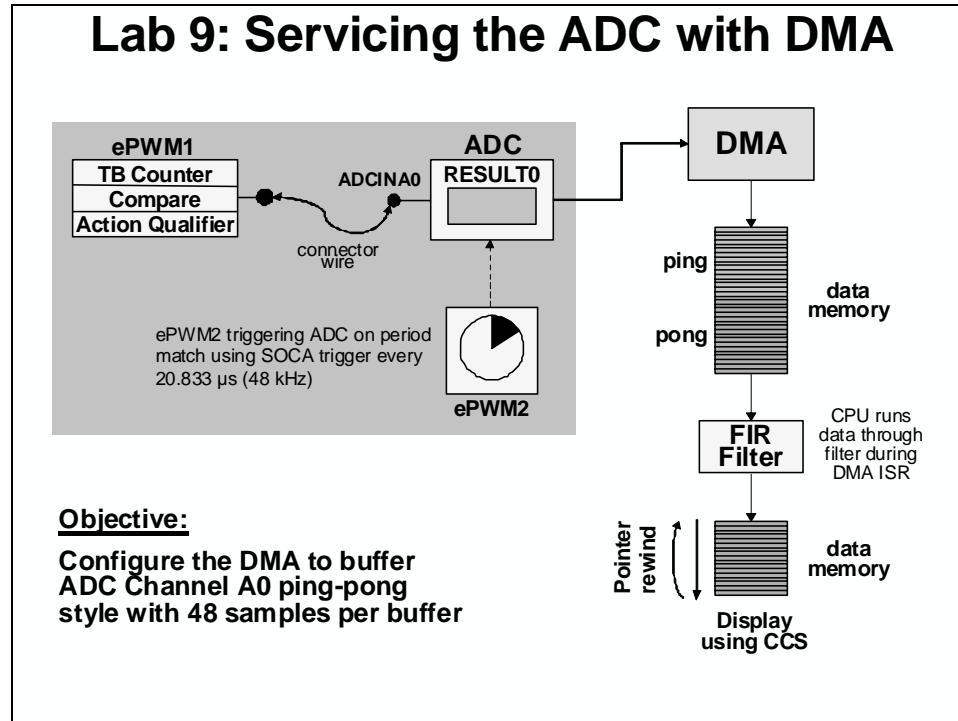 Lab 9: Servicing the ADC with DMA
ePWM1
TB Counter
Compare
Action Qualifier
connector
wire
ADCINA0
ADC
RESULT0
DMA
ping
pong
data
memory
ePWM2 triggering ADC on period
match using SOCA trigger every
20.833 µs (48 kHz)
ePWM2
FIR
Filter
CPU runs
data through
filter during
DMA ISR
Objective:
Configure the DMA to buffer
ADC Channel A0 ping-pong
style with 48 samples per buffer
Pointer
rewind
data
memory
Display
using CCS